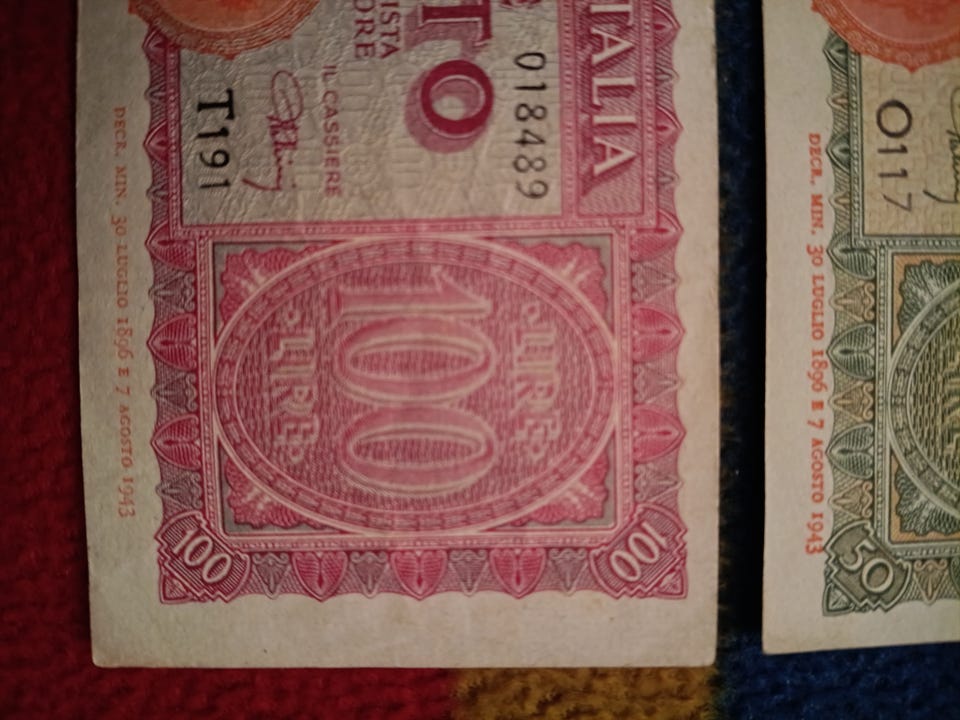 ITALIA
018489
TO
ISTA
ORE
IL CASSIERE
T191
LIRE
100
LIRE
100
100
DECR. MIN. 30 LUGLIO 1896 E 7 AGOSTO 1943
O117
50
DECR. MIN. 30 LUGLIO 1896 E 7 AGOSTO 1943